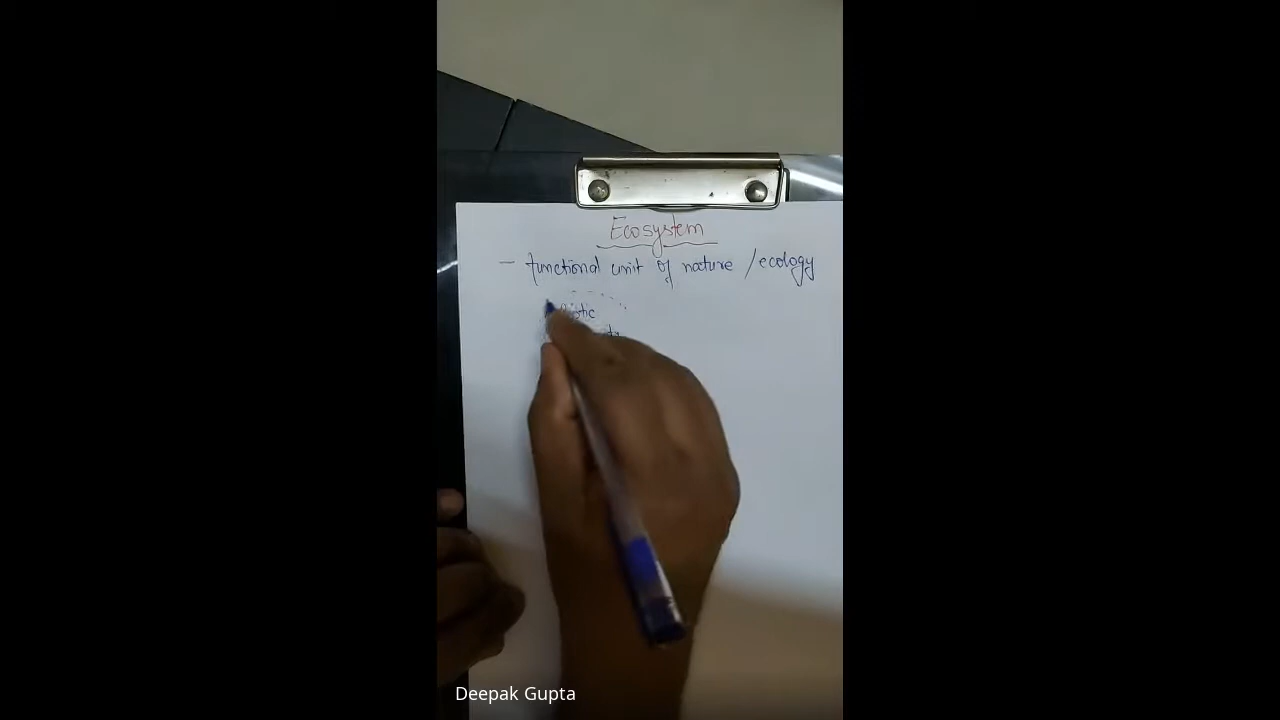 Ecosystem
— functional unit of nature / ecology
Deepak Gupta